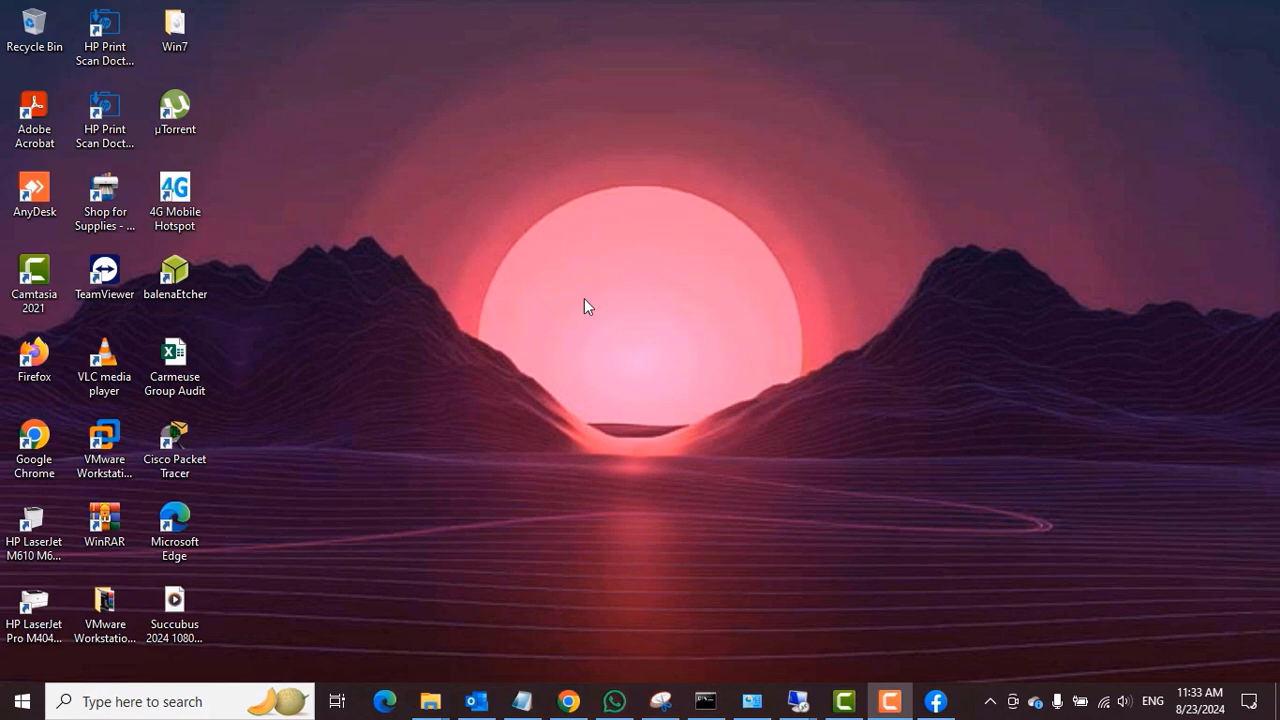 Recycle Bin
HP Print
Scan Doct...
Win7
Adobe
Acrobat
HP Print
Scan Doct...
µTorrent
AnyDesk
Shop for
Supplies - ...
4G
4G Mobile
Hotspot
Camtasia
2021
TeamViewer
balenaEtcher
Firefox
VLC media
player
Carmeuse
Group Audit
Google
Chrome
VMware
Workstati...
Cisco Packet
Tracer
HP LaserJet
M610 M6...
WinRAR
Microsoft
Edge
HP LaserJet
Pro M404...
VMware
Workstatio...
Succubus
2024 1080...
Type here to search
ENG
11:33 AM
8/23/2024